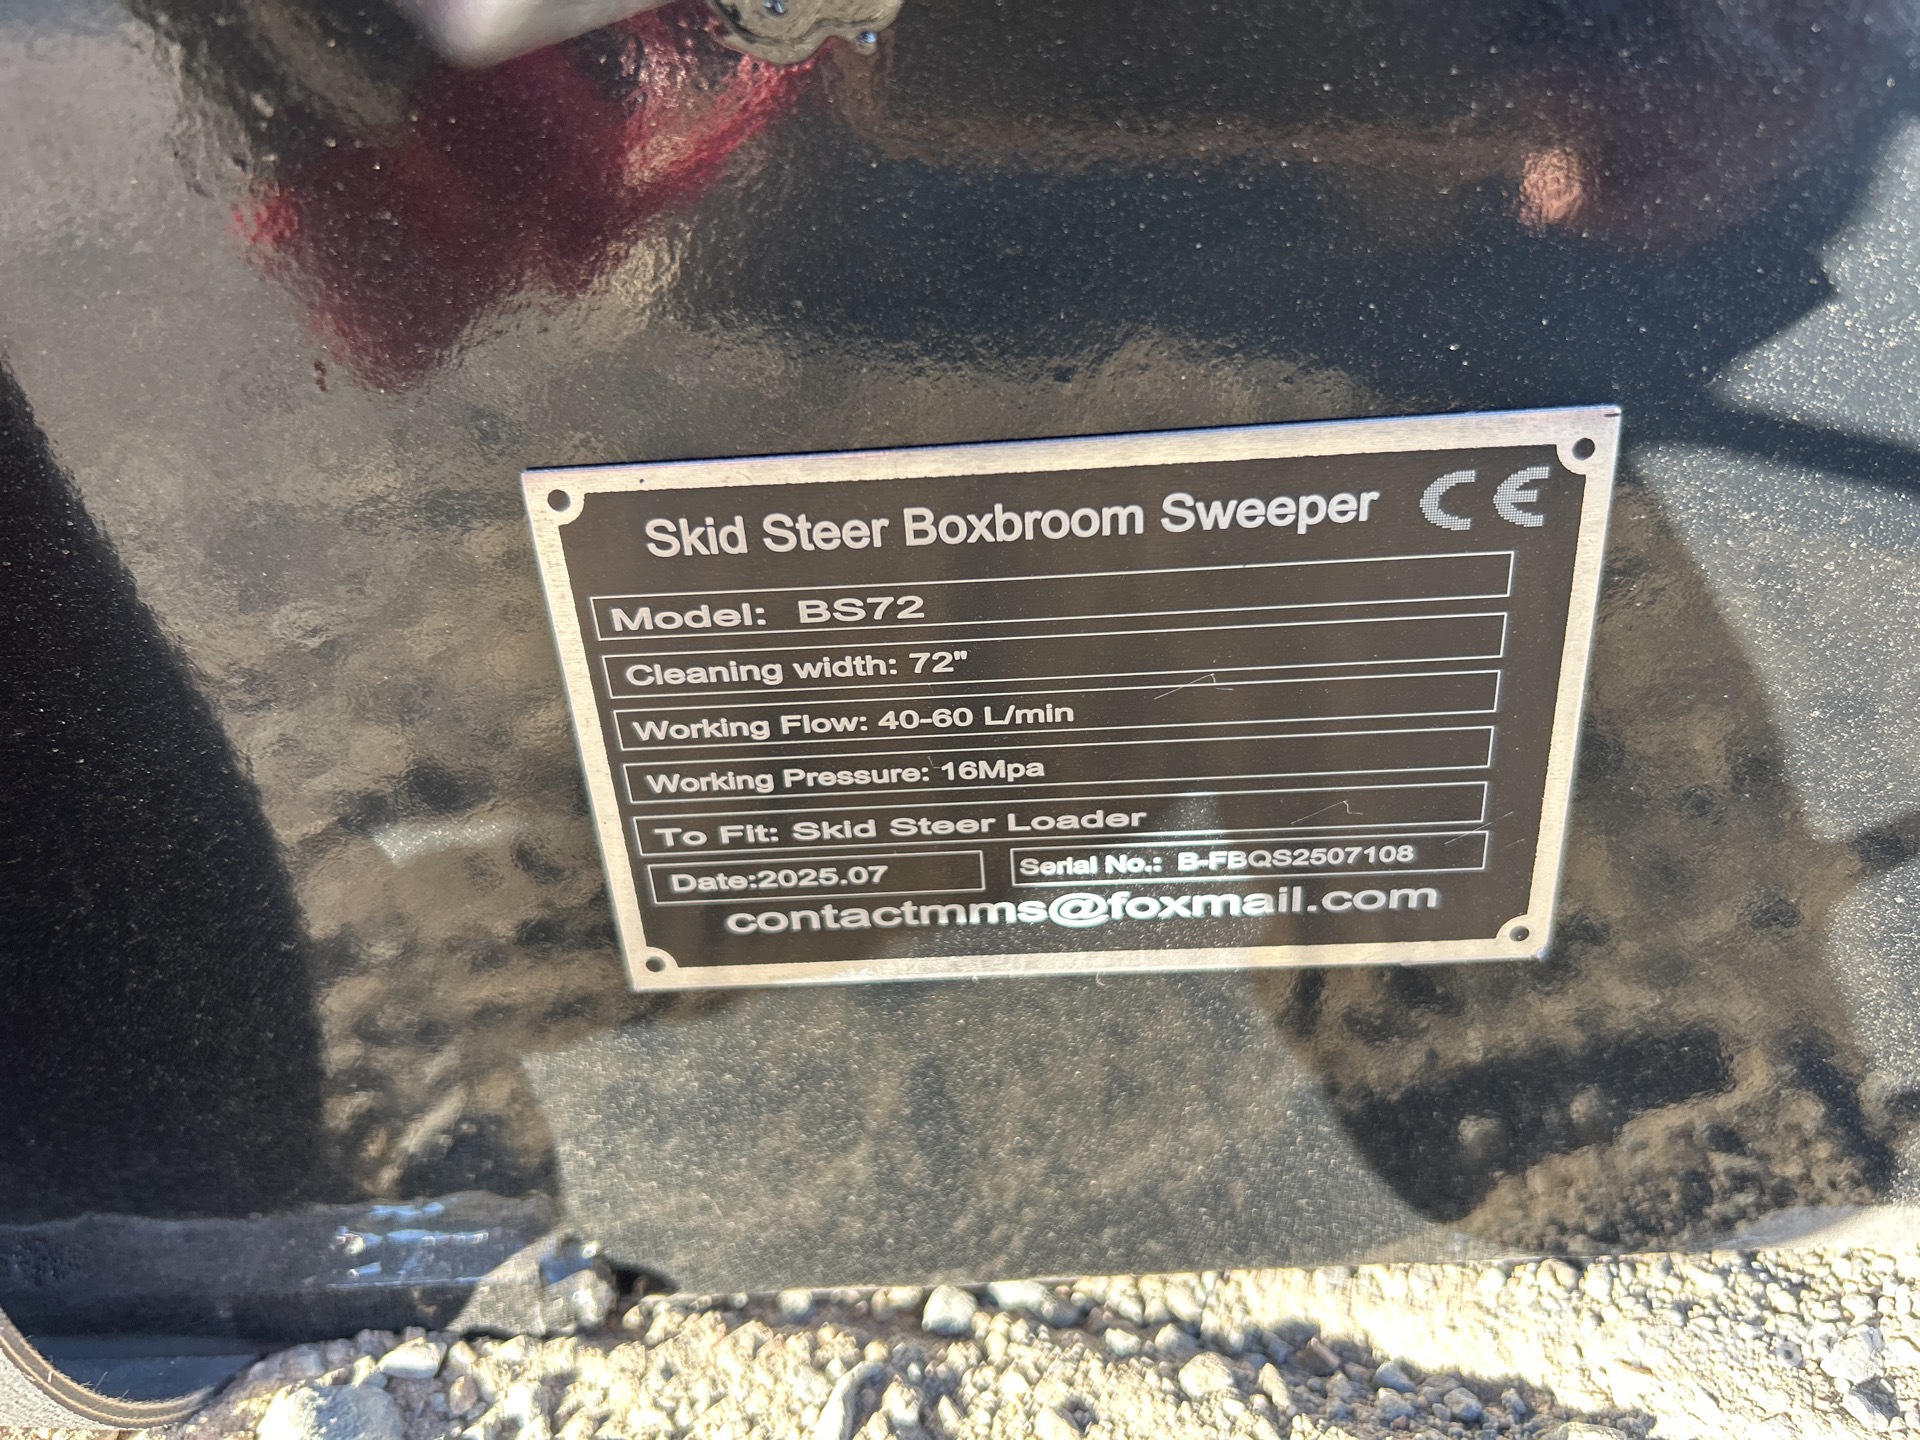 Skid Steer Boxbroom Sweeper CE
Model: BS72
Cleaning width: 72"
Working Flow: 40-60 L/min
Working Pressure: 16Mpa
To Fit: Skid Steer Loader
Date:2025.07 Serial No.: B-FBQS2507108
contactmms@foxmail.com